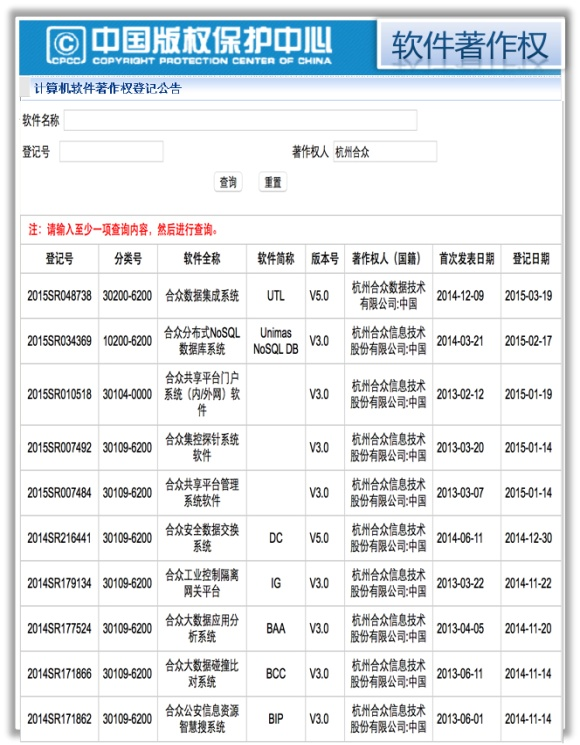 中国版权保护中心
CPCC
COPYRIGHT PROTECTION CENTER OF CHINA
软件著作权
计算机软件著作权登记公告
软件名称
登记号 著作权人 杭州合众
查询 重置
注：请输入至少一项查询内容，然后进行查询。
登记号 分类号 软件全称 软件简称 版本号 著作权人（国籍） 首次发表日期 登记日期
2015SR048738 30200-6200 合众数据集成系统 UTL V5.0 杭州合众数据技术
有限公司:中国 2014-12-09 2015-03-19
2015SR034369 10200-6200 合众分布式NoSQL
数据库系统 Unimas
NoSQL DB V3.0 杭州合众信息技术
股份有限公司:中国 2014-03-21 2015-02-17
2015SR010518 30104-0000 合众共享平台门户
系统（内/外网）软
件 V3.0 杭州合众信息技术
股份有限公司:中国 2013-02-12 2015-01-19
2015SR007492 30109-6200 合众集控探针系统
软件 V3.0 杭州合众信息技术
股份有限公司:中国 2013-03-20 2015-01-14
2015SR007484 30109-6200 合众共享平台管理
系统软件 V3.0 杭州合众信息技术
股份有限公司:中国 2013-03-07 2015-01-14
2014SR216441 30109-6200 合众安全数据交换
系统 DC V5.0 杭州合众信息技术
股份有限公司:中国 2014-06-11 2014-12-30
2014SR179134 30109-6200 合众工业控制隔离
网关平台 IG V3.0 杭州合众信息技术
股份有限公司:中国 2013-03-22 2014-11-22
2014SR177524 30109-6200 合众大数据应用分
析系统 BAA V3.0 杭州合众信息技术
股份有限公司:中国 2013-04-05 2014-11-20
2014SR171866 30109-6200 合众大数据碰撞比
对系统 BCC V3.0 杭州合众信息技术
股份有限公司:中国 2013-06-11 2014-11-14
2014SR171862 30109-6200 合众公安信息资源
智慧搜系统 BIP V3.0 杭州合众信息技术
股份有限公司:中国 2013-06-01 2014-11-14